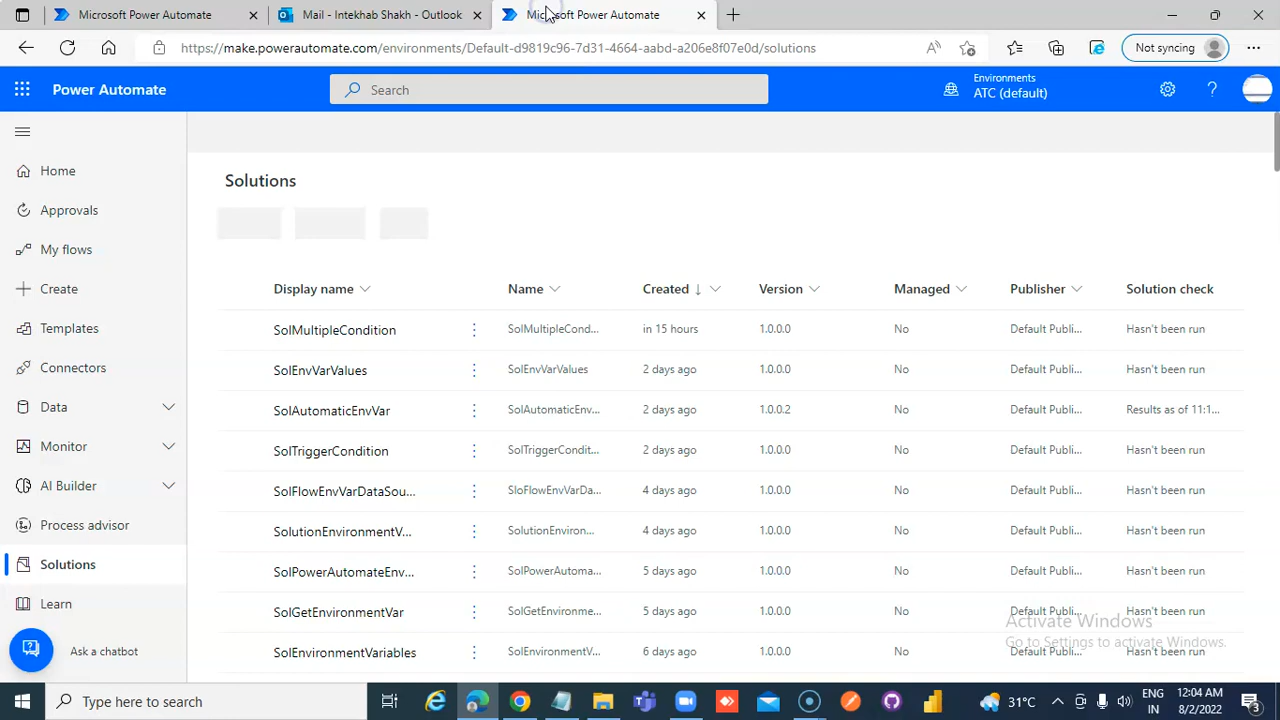 Microsoft Power Automate
Mail - Intekhab Shakh - Outlook
Microsoft Power Automate
https://make.powerautomate.com/environments/Default-d9819c96-7d31-4664-aabd-a206e8f07e0d/solutions
Not syncing
Power Automate
Search
Environments
ATC (default)
Home
Approvals
My flows
Create
Templates
Connectors
Data
Monitor
AI Builder
Process advisor
Solutions
Learn
Ask a chatbot
Solutions
Display name Name Created Version Managed Publisher Solution check
SolMultipleCondition SolMultipleCond... in 15 hours 1.0.0.0 No Default Publi... Hasn't been run
SolEnvVarValues SolEnvVarValues 2 days ago 1.0.0.0 No Default Publi... Hasn't been run
SolAutomaticEnvVar SolAutomaticEnv... 2 days ago 1.0.0.2 No Default Publi... Results as of 11:1...
SolTriggerCondition SolTriggerCondit... 2 days ago 1.0.0.0 No Default Publi... Hasn't been run
SolFlowEnvVarDataSou... SloFlowEnvVarDa... 4 days ago 1.0.0.0 No Default Publi... Hasn't been run
SolutionEnvironmentV... SolutionEnviron... 4 days ago 1.0.0.0 No Default Publi... Hasn't been run
SolPowerAutomateEnv... SolPowerAutoma... 5 days ago 1.0.0.0 No Default Publi... Hasn't been run
SolGetEnvironmentVar SolGetEnvironme... 5 days ago 1.0.0.0 No Default Publi... Hasn't been run
SolEnvironmentVariables SolEnvironmentV... 6 days ago 1.0.0.0 No Default Publi... Hasn't been run
Activate Windows
Go to Settings to activate Windows.
Type here to search
31°C
ENG
IN
12:04 AM
8/2/2022
3